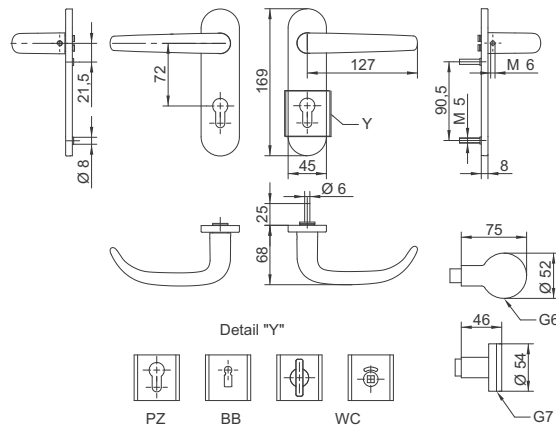 21,5
Ø 8
72
169
127
Y
45
90,5
M 6
M 5
8
Ø 6
25
68
75
Ø 52
G6
46
Ø 54
G7
Detail "Y"
PZ BB WC